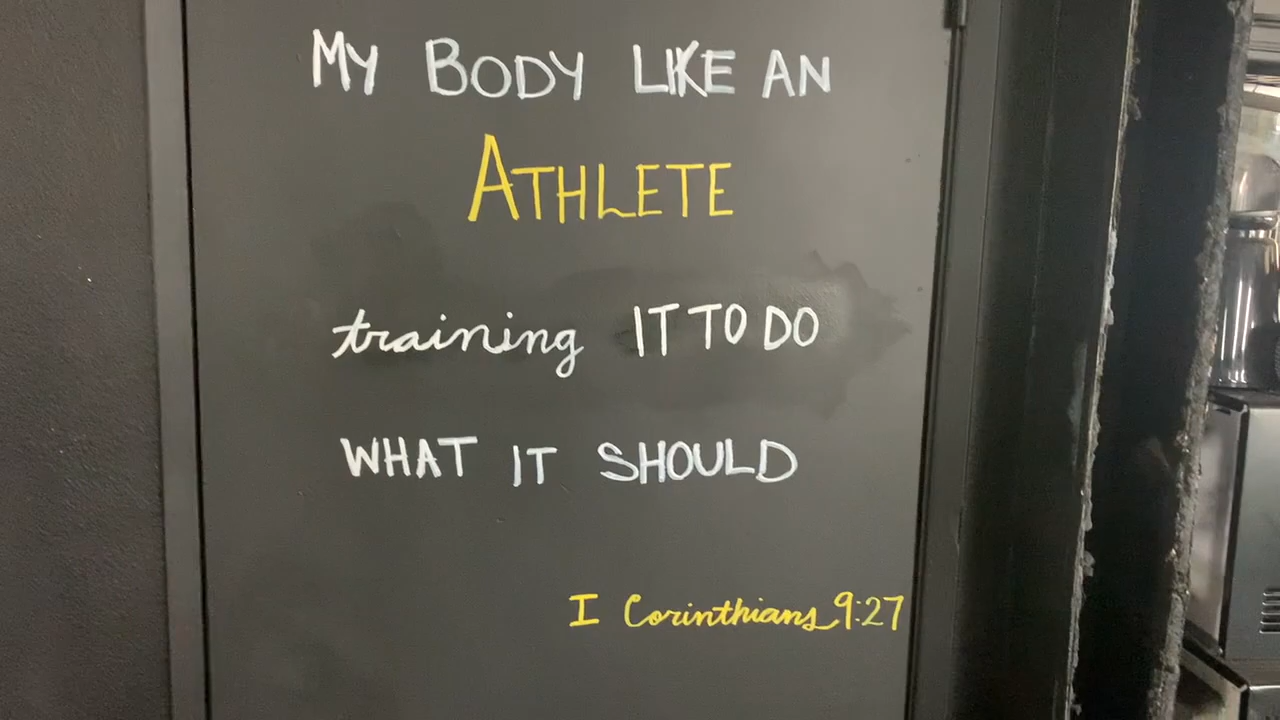 MY BODY LIKE AN
ATHLETE
training IT TO DO
WHAT IT SHOULD
I Corinthians 9:27